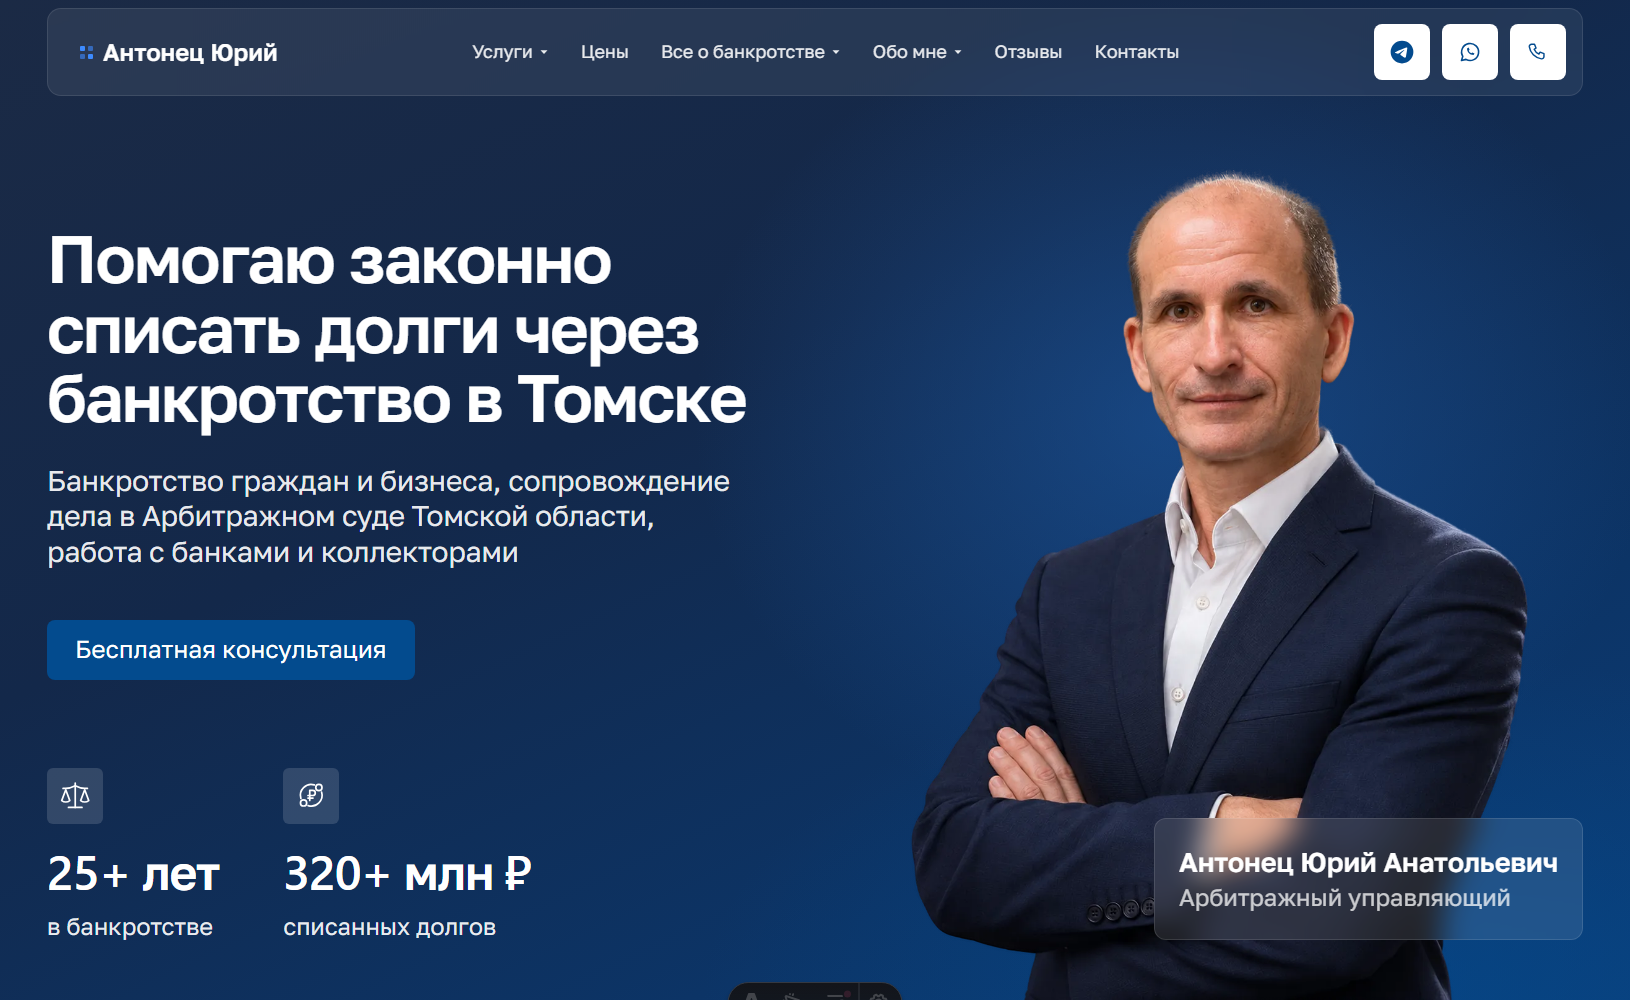 Антонец Юрий
Услуги
Цены
Все о банкротстве
Обо мне
Отзывы
Контакты
Помогаю законно
списать долги через
банкротство в Томске
Банкротство граждан и бизнеса, сопровождение
дела в Арбитражном суде Томской области,
работа с банками и коллекторами
Бесплатная консультация
25+ лет
в банкротстве
320+ млн ₽
списанных долгов
Антонец Юрий Анатольевич
Арбитражный управляющий